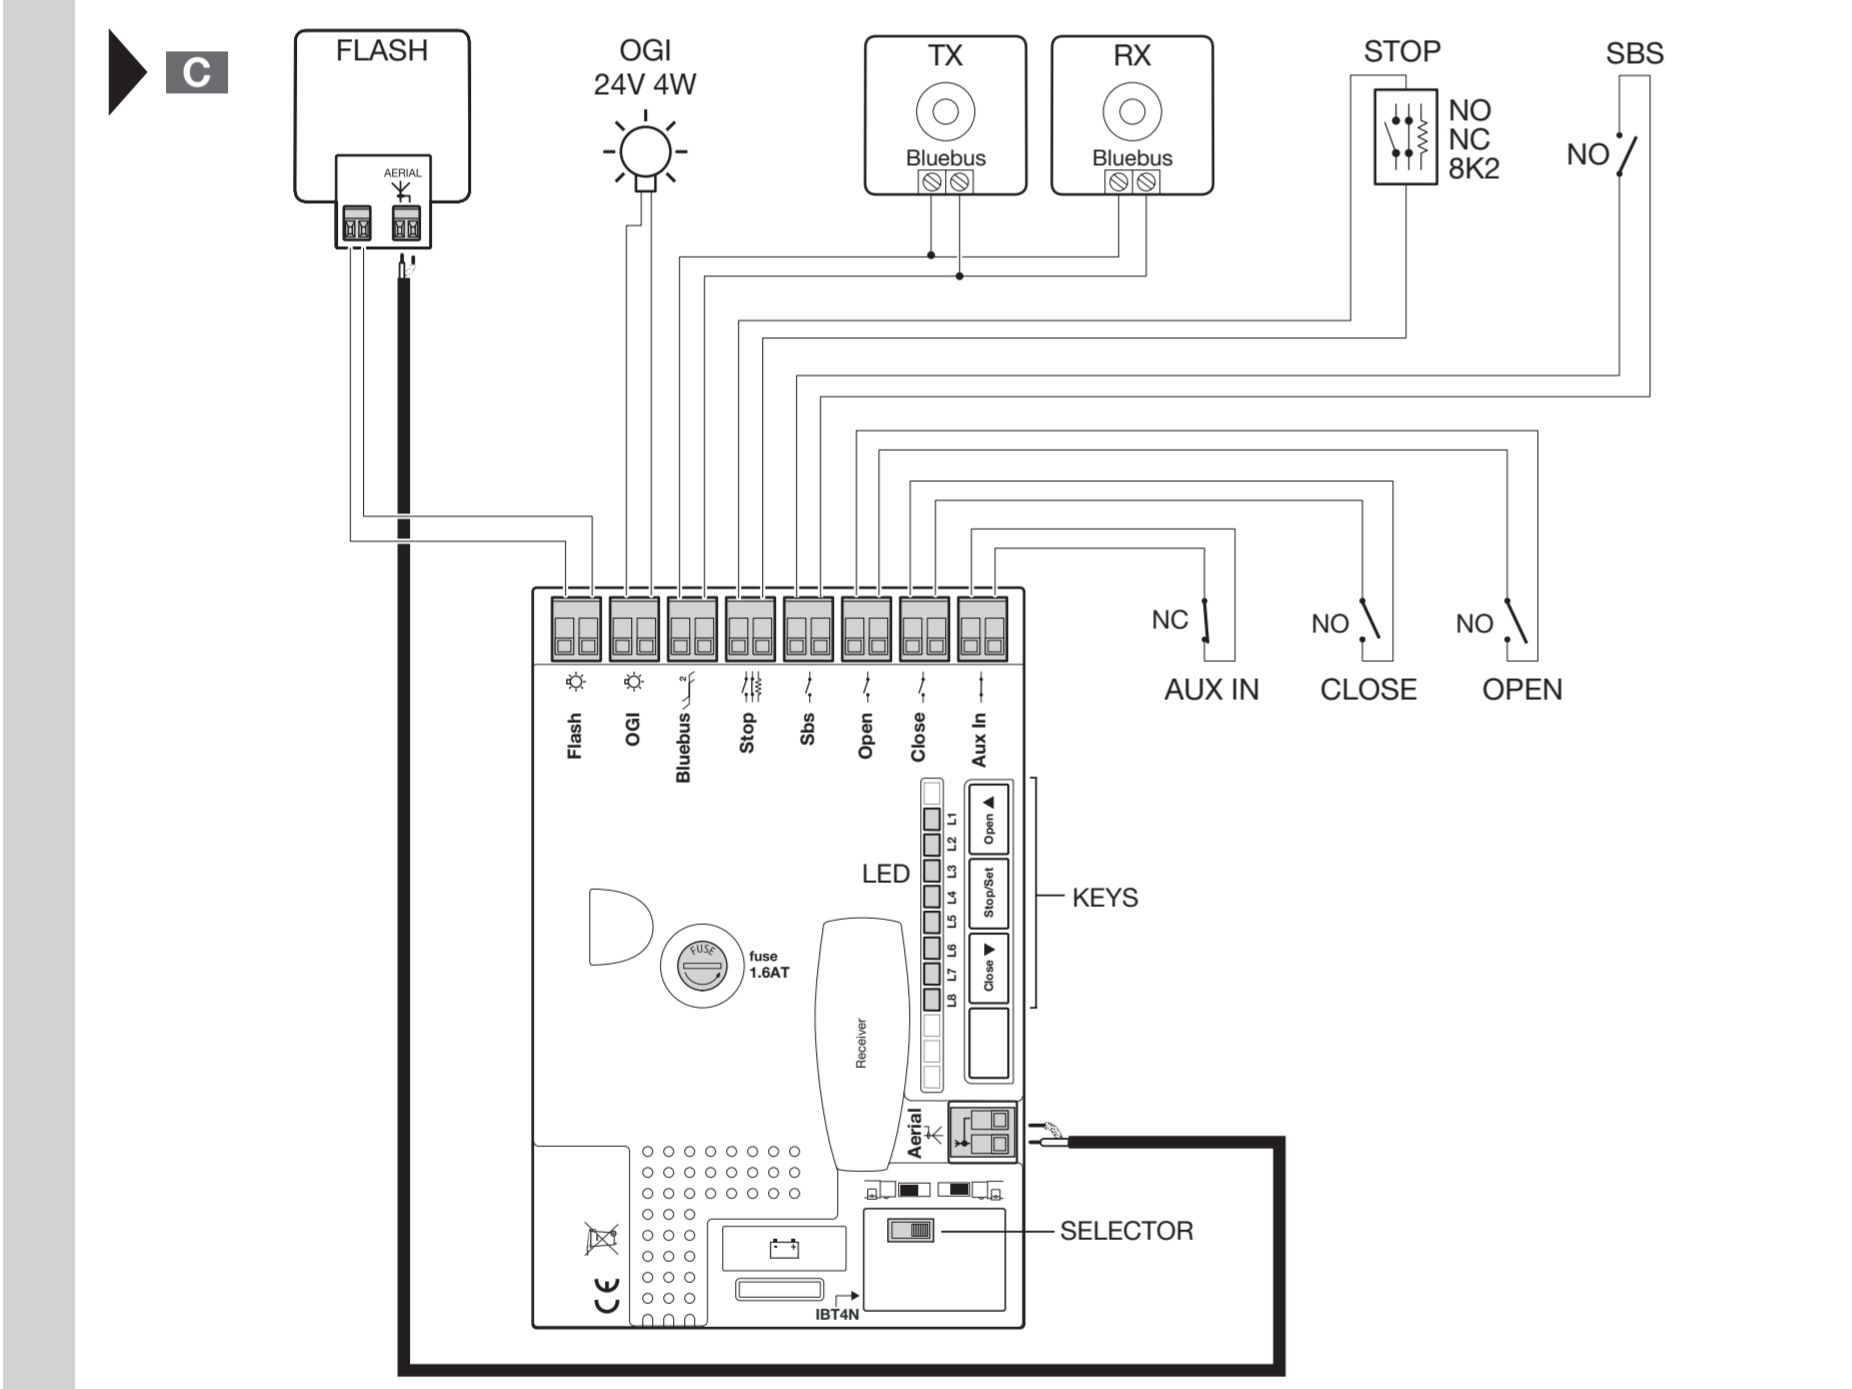 C
FLASH
AERIAL
OGI
24V 4W
TX
Bluebus
RX
Bluebus
STOP
NO
NC
8K2
SBS
NO
NC
AUX IN
NO
CLOSE
NO
OPEN
Flash
OGI
Bluebus
2
Stop
Sbs
Open
Close
Aux In
LED
L1
L2
L3
L4
L5
L6
L7
L8
Open ▲
Stop/Set
Close ▼
KEYS
FUSE
fuse
1.6AT
Receiver
Aerial
SELECTOR
- +
IBT4N
CE